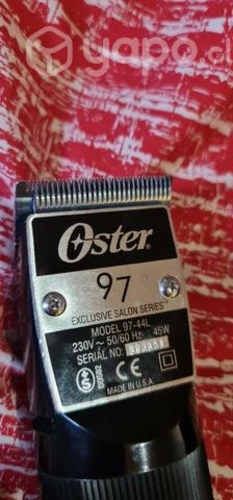 yapo.cl
Oster
97
EXCLUSIVE SALON SERIES
MODEL 97-44L
230V ~ 50/60 Hz 45W
SERIAL NO:
S CE
MADE IN U.S.A.